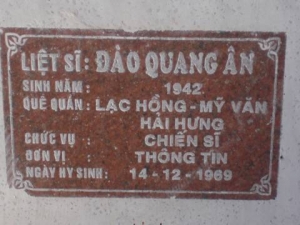 LIỆT SĨ: ĐÀO QUANG ÂN
SINH NĂM: 1942
QUÊ QUÁN: LẠC HỒNG - MỸ VĂN
HẢI HƯNG
CHỨC VỤ: CHIẾN SĨ
ĐƠN VỊ: THÔNG TIN
NGÀY HY SINH: 14-12-1969